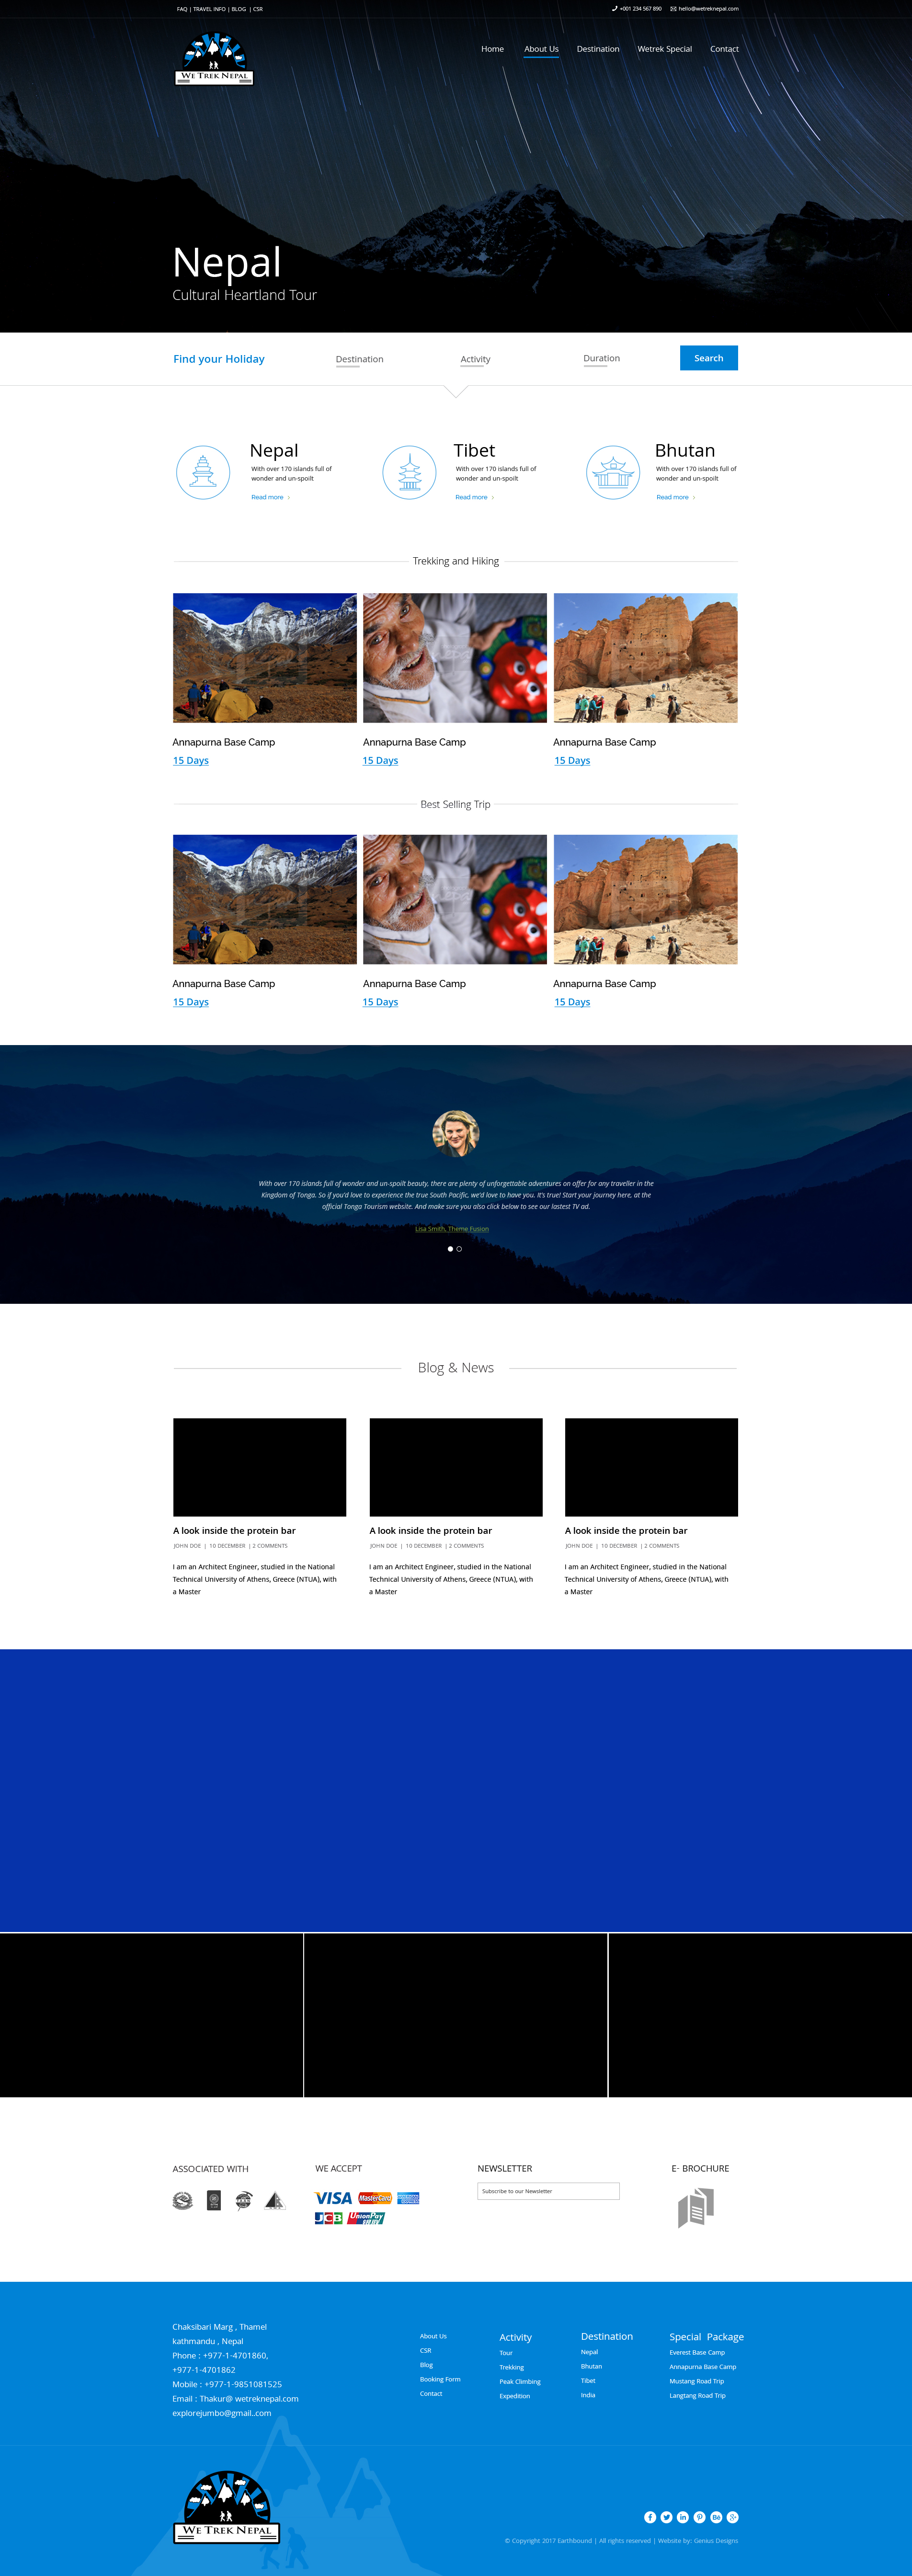 FAQ | TRAVEL INFO | BLOG | CSR
+001 234 567 890
hello@wetreknepal.com
WE TREK NEPAL
Home
About Us
Destination
Wetrek Special
Contact
Nepal
Cultural Heartland Tour
Find your Holiday
Destination
Activity
Duration
Search
Nepal
With over 170 islands full of
wonder and un-spoilt
Read more
Tibet
With over 170 islands full of
wonder and un-spoilt
Read more
Bhutan
With over 170 islands full of
wonder and un-spoilt
Read more
Trekking and Hiking
Annapurna Base Camp
15 Days
Annapurna Base Camp
15 Days
Annapurna Base Camp
15 Days
Best Selling Trip
Annapurna Base Camp
15 Days
Annapurna Base Camp
15 Days
Annapurna Base Camp
15 Days
With over 170 islands full of wonder and un-spoilt beauty, there are plenty of unforgettable adventures on offer for any traveller in the
Kingdom of Tonga. So if you'd love to experience the true South Pacific, we'd love to have you. It's true! Start your journey here, at the
official Tonga Tourism website. And make sure you also click below to see our lastest TV ad.
Lisa Smith, Theme Fusion
Blog & News
A look inside the protein bar
JOHN DOE | 10 DECEMBER | 2 COMMENTS
I am an Architect Engineer, studied in the National
Technical University of Athens, Greece (NTUA), with
a Master
A look inside the protein bar
JOHN DOE | 10 DECEMBER | 2 COMMENTS
I am an Architect Engineer, studied in the National
Technical University of Athens, Greece (NTUA), with
a Master
A look inside the protein bar
JOHN DOE | 10 DECEMBER | 2 COMMENTS
I am an Architect Engineer, studied in the National
Technical University of Athens, Greece (NTUA), with
a Master
ASSOCIATED WITH
WE ACCEPT
VISA
MasterCard
AMERICAN EXPRESS
JCB
UnionPay
NEWSLETTER
Subscribe to our Newsletter
E- BROCHURE
Chaksibari Marg , Thamel
kathmandu , Nepal
Phone : +977-1-4701860,
+977-1-4701862
Mobile : +977-1-9851081525
Email : Thakur@ wetreknepal.com
explorejumbo@gmail..com
About Us
CSR
Blog
Booking Form
Contact
Activity
Tour
Trekking
Peak Climbing
Expedition
Destination
Nepal
Bhutan
Tibet
India
Special Package
Everest Base Camp
Annapurna Base Camp
Mustang Road Trip
Langtang Road Trip
WE TREK NEPAL
© Copyright 2017 Earthbound | All rights reserved | Website by: Genius Designs